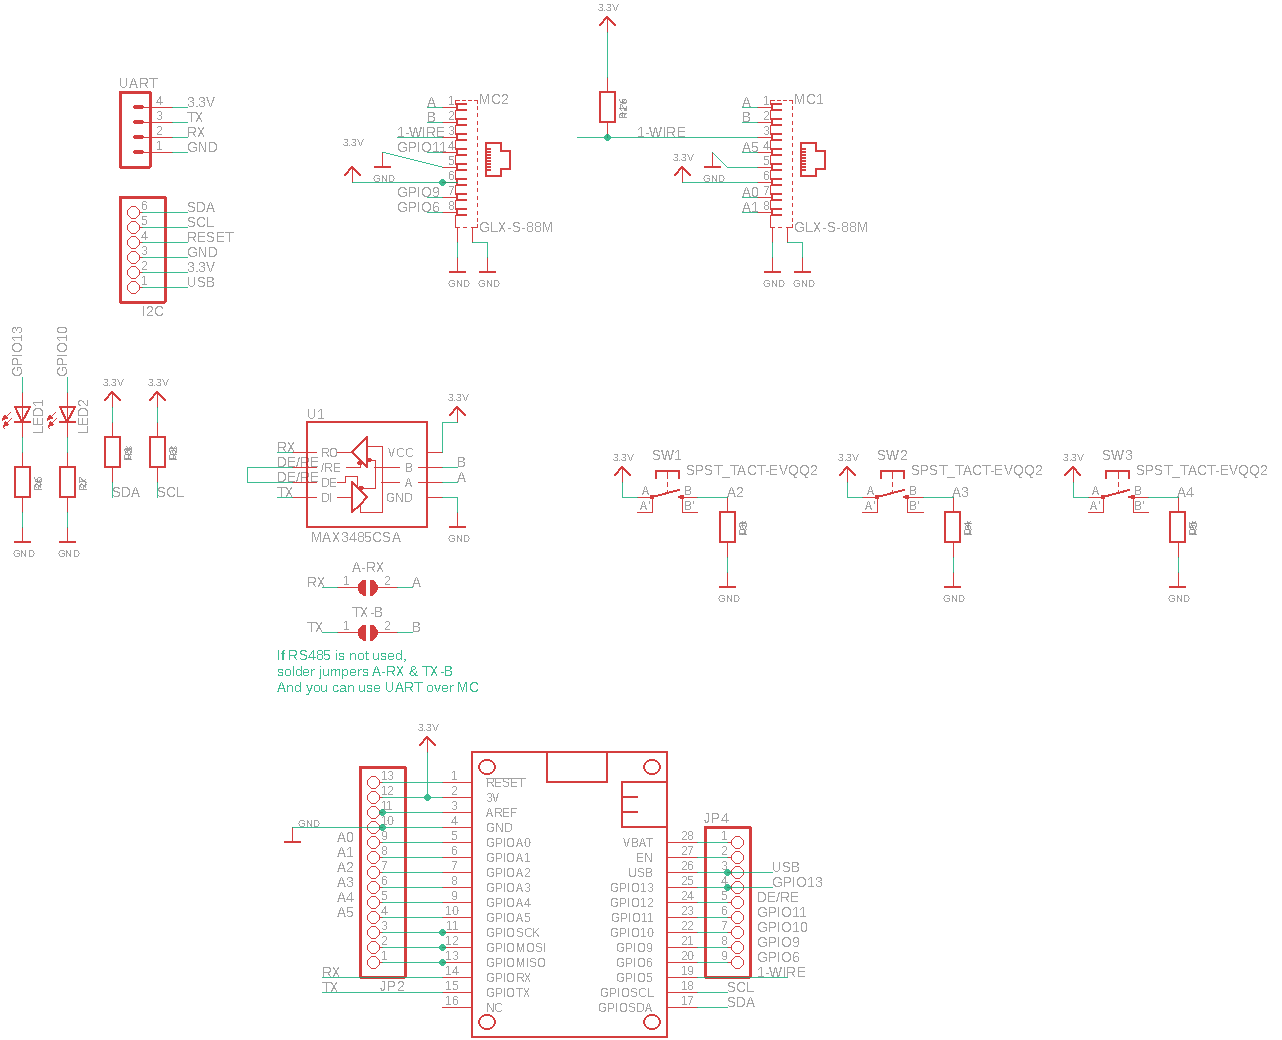 3.3V
UART
4 3.3V
3 TX
2 RX
1 GND
MC2
A 1
B 2
1-WIRE 3
GPIO11 4
5
6
GPIO9 7
GPIO6 8
3.3V
GND
GLX-S-88M
GND GND
MC1
A 1
B 2
1-WIRE 3
A5 4
5
6
A0 7
A1 8
3.3V
GND
GLX-S-88M
GND GND
6 SDA
5 SCL
4 RESET
3 GND
2 3.3V
1 USB
I2C
GPIO13 GPIO10
LED1 LED2
GND GND
3.3V 3.3V
SDA SCL
U1
3.3V
RX RO VCC
DE/RE /RE B B
DE/RE DE A A
TX DI GND
MAX3485CSA
GND
A-RX
RX 1 2 A
TX-B
TX 1 2 B
If RS485 is not used,
solder jumpers A-RX & TX-B
And you can use UART over MC
3.3V SW1 SPST_TACT-EVQQ2
A B A2
A' B'
GND
3.3V SW2 SPST_TACT-EVQQ2
A B A3
A' B'
GND
3.3V SW3 SPST_TACT-EVQQ2
A B A4
A' B'
GND
3.3V
13 1 RESET
12 2 3V
11 3 AREF
GND 10 4 GND
A0 9 5 GPIOA0
A1 8 6 GPIOA1
A2 7 7 GPIOA2
A3 6 8 GPIOA3
A4 5 9 GPIOA4
A5 4 10 GPIOA5
3 11 GPIOSCK
2 12 GPIOMOSI
1 13 GPIOMISO
RX 14 GPIORX
JP2
TX 15 GPIOTX
16 NC
JP4
VBAT 28 1
EN 27 2
USB 26 3 USB
GPIO13 25 4 GPIO13
GPIO12 24 5 DE/RE
GPIO11 23 6 GPIO11
GPIO10 22 7 GPIO10
GPIO9 21 8 GPIO9
GPIO6 20 9 GPIO6
GPIO5 19 1-WIRE
GPIOSCL 18 SCL
GPIOSDA 17 SDA